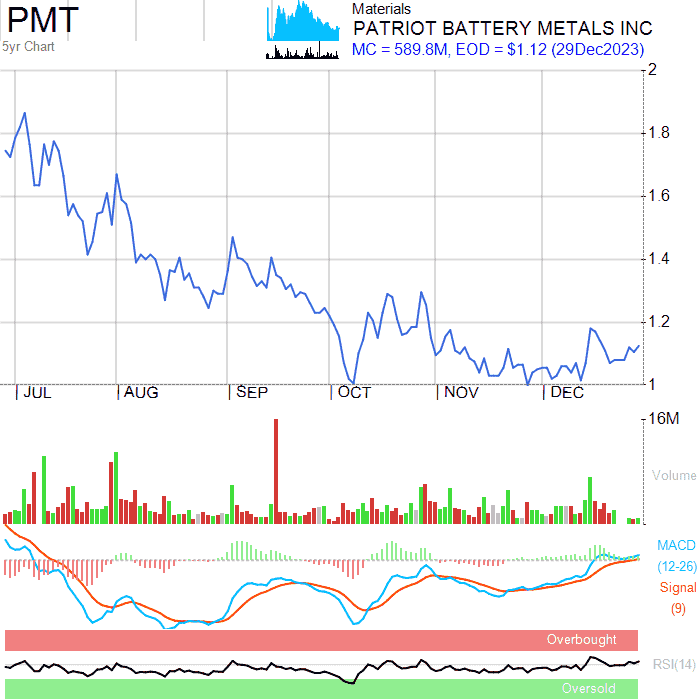 PMT
5yr Chart
Materials
PATRIOT BATTERY METALS INC
MC = 589.8M, EOD = $1.12 (29Dec2023)
2
1.8
1.6
1.4
1.2
1
JUL AUG SEP OCT NOV DEC
16M
Volume
MACD
(12-26)
Signal
(9)
Overbought
RSI(14)
Oversold